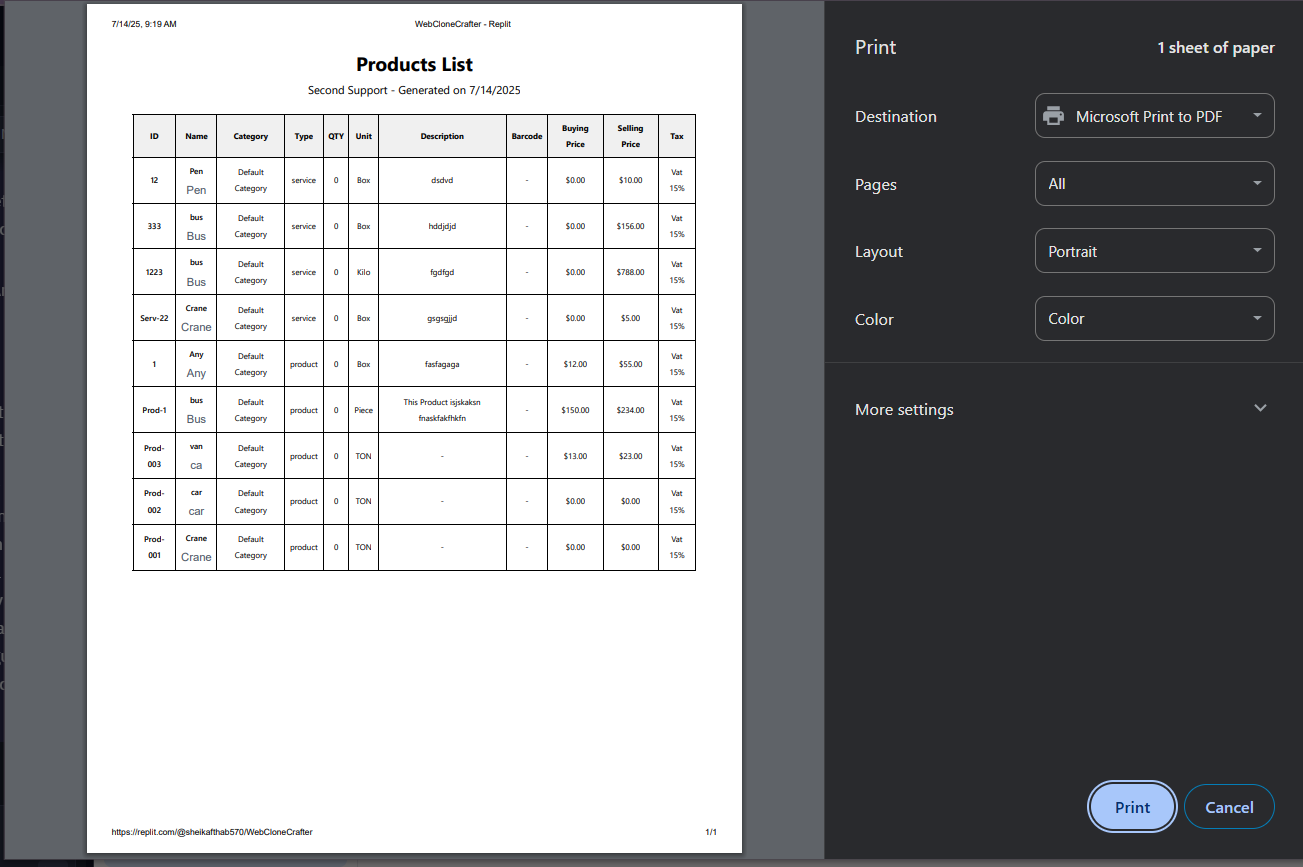 7/14/25, 9:19 AM
WebCloneCrafter - Replit
Products List
Second Support - Generated on 7/14/2025
ID Name Category Type QTY Unit Description Barcode Buying Price Selling Price Tax
12 Pen Pen Default Category service 0 Box dsdvd - $0.00 $10.00 Vat 15%
333 bus Bus Default Category service 0 Box hddjdjd - $0.00 $156.00 Vat 15%
1223 bus Bus Default Category service 0 Kilo fgdfgd - $0.00 $788.00 Vat 15%
Serv-22 Crane Crane Default Category service 0 Box gsgsgjjd - $0.00 $5.00 Vat 15%
1 Any Any Default Category product 0 Box fasfagaga - $12.00 $55.00 Vat 15%
Prod-1 bus Bus Default Category product 0 Piece This Product isjskaksn fnaskfakfhkfn - $150.00 $234.00 Vat 15%
Prod-003 van ca Default Category product 0 TON - - $13.00 $23.00 Vat 15%
Prod-002 car car Default Category product 0 TON - - $0.00 $0.00 Vat 15%
Prod-001 Crane Crane Default Category product 0 TON - - $0.00 $0.00 Vat 15%
https://replit.com/@sheikafthab570/WebCloneCrafter
1/1
Print
1 sheet of paper
Destination
Microsoft Print to PDF
Pages
All
Layout
Portrait
Color
Color
More settings
Print
Cancel